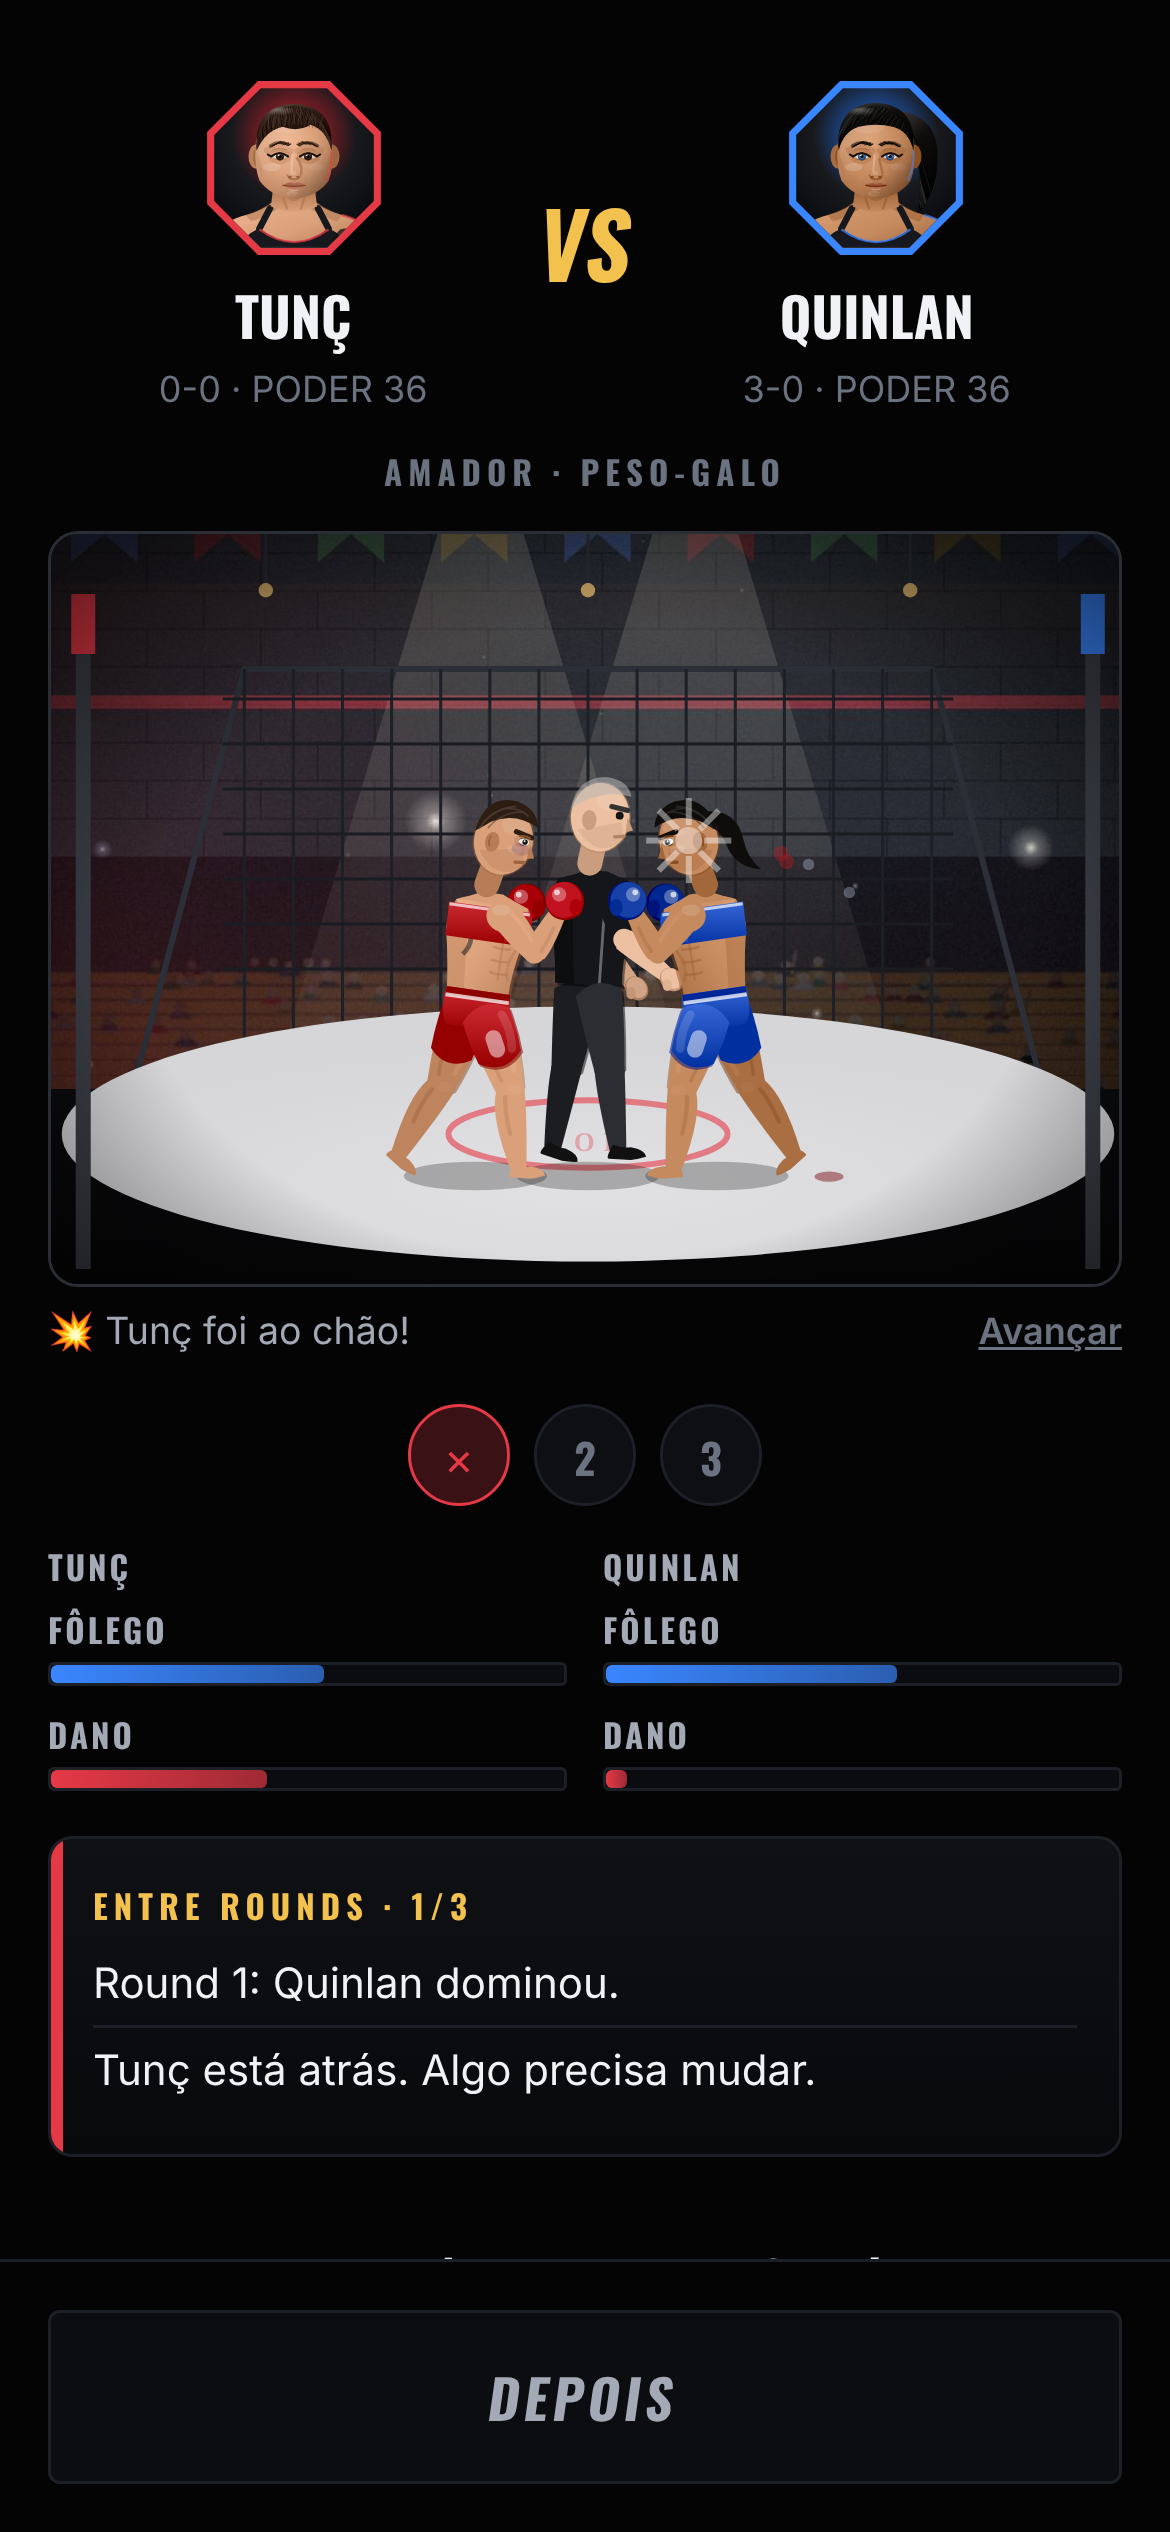 VS
TUNÇ
QUINLAN
0-0 · PODER 36
3-0 · PODER 36
AMADOR · PESO-GALO
💥 Tunç foi ao chão!
Avançar
×
2
3
TUNÇ
QUINLAN
FÔLEGO
FÔLEGO
DANO
DANO
ENTRE ROUNDS · 1/3
Round 1: Quinlan dominou.
Tunç está atrás. Algo precisa mudar.
DEPOIS